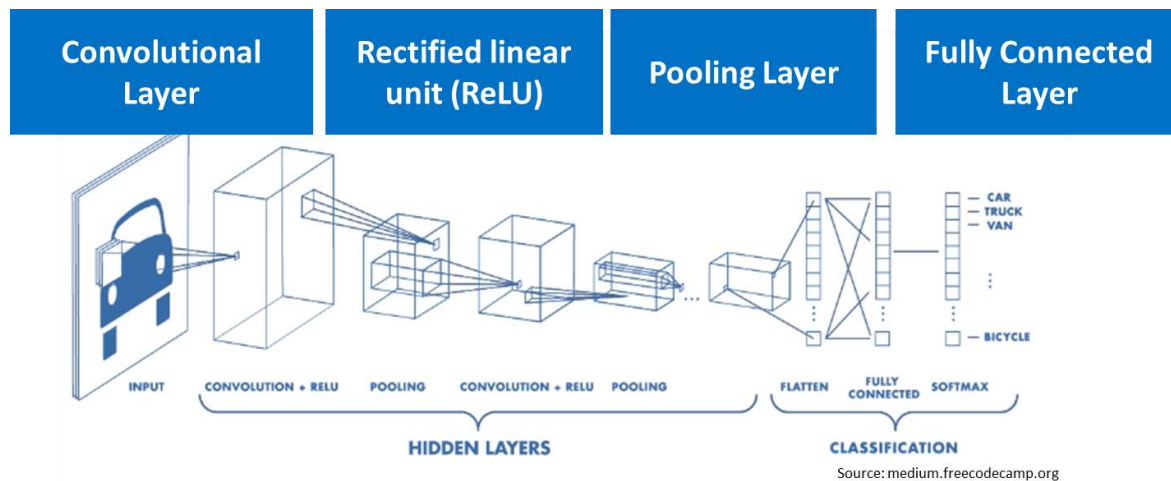 Convolutional
Layer
Rectified linear
unit (ReLU)
Pooling Layer
Fully Connected
Layer
CAR
TRUCK
VAN
BICYCLE
INPUT
CONVOLUTION + RELU
POOLING
CONVOLUTION + RELU
POOLING
FLATTEN
FULLY
CONNECTED
SOFTMAX
HIDDEN LAYERS
CLASSIFICATION
Source: medium.freecodecamp.org